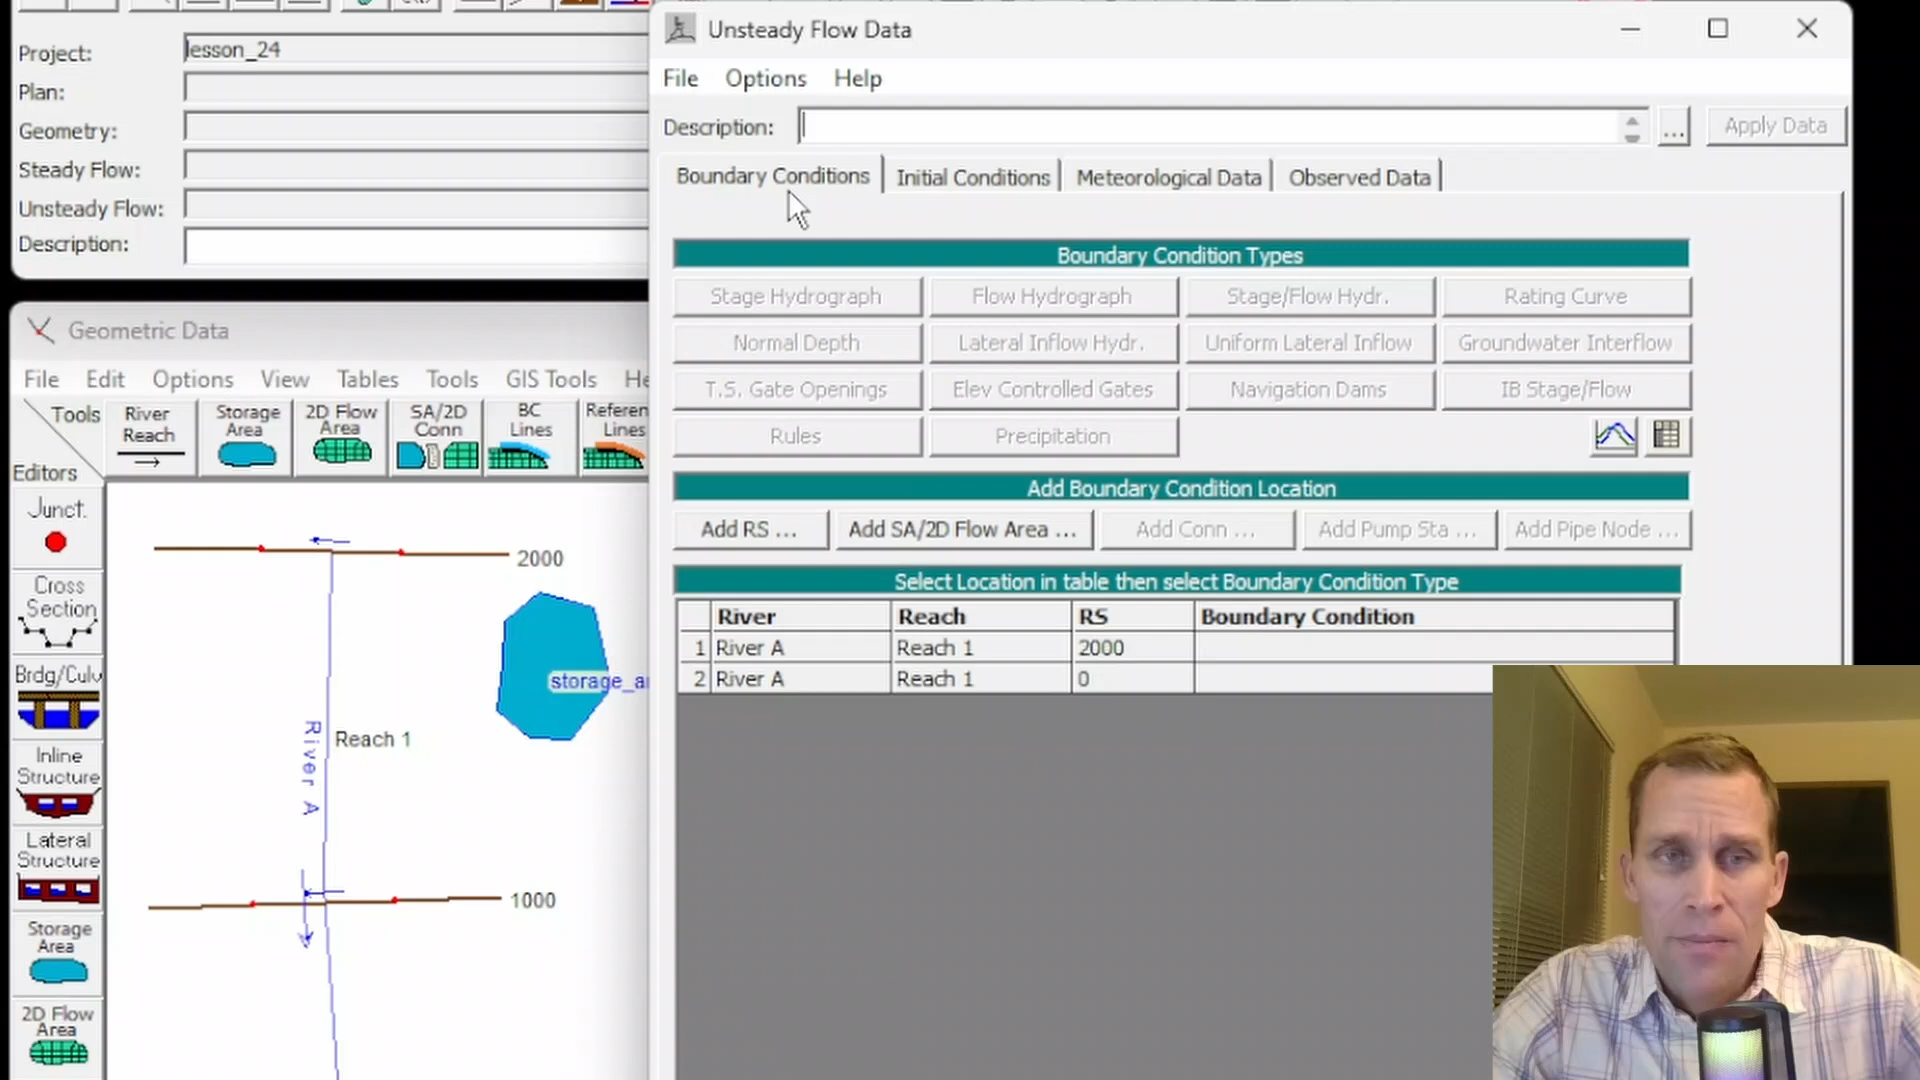 Project:
lesson_24
Plan:
Geometry:
Steady Flow:
Unsteady Flow:
Description:
Geometric Data
File Edit Options View Tables Tools GIS Tools He
Tools
Editors
River Reach
Storage Area
2D Flow Area
SA/2D Conn
BC Lines
Referen Lines
Junct.
Cross Section
Brdg/Culv
Inline Structure
Lateral Structure
Storage Area
2D Flow Area
2000
storage_a
River A
Reach 1
1000
Unsteady Flow Data
File Options Help
Description:
... Apply Data
Boundary Conditions Initial Conditions Meteorological Data Observed Data
Boundary Condition Types
Stage Hydrograph Flow Hydrograph Stage/Flow Hydr. Rating Curve
Normal Depth Lateral Inflow Hydr. Uniform Lateral Inflow Groundwater Interflow
T.S. Gate Openings Elev Controlled Gates Navigation Dams IB Stage/Flow
Rules Precipitation
Add Boundary Condition Location
Add RS ... Add SA/2D Flow Area ... Add Conn ... Add Pump Sta ... Add Pipe Node ...
Select Location in table then select Boundary Condition Type
River Reach RS Boundary Condition
1 River A Reach 1 2000
2 River A Reach 1 0